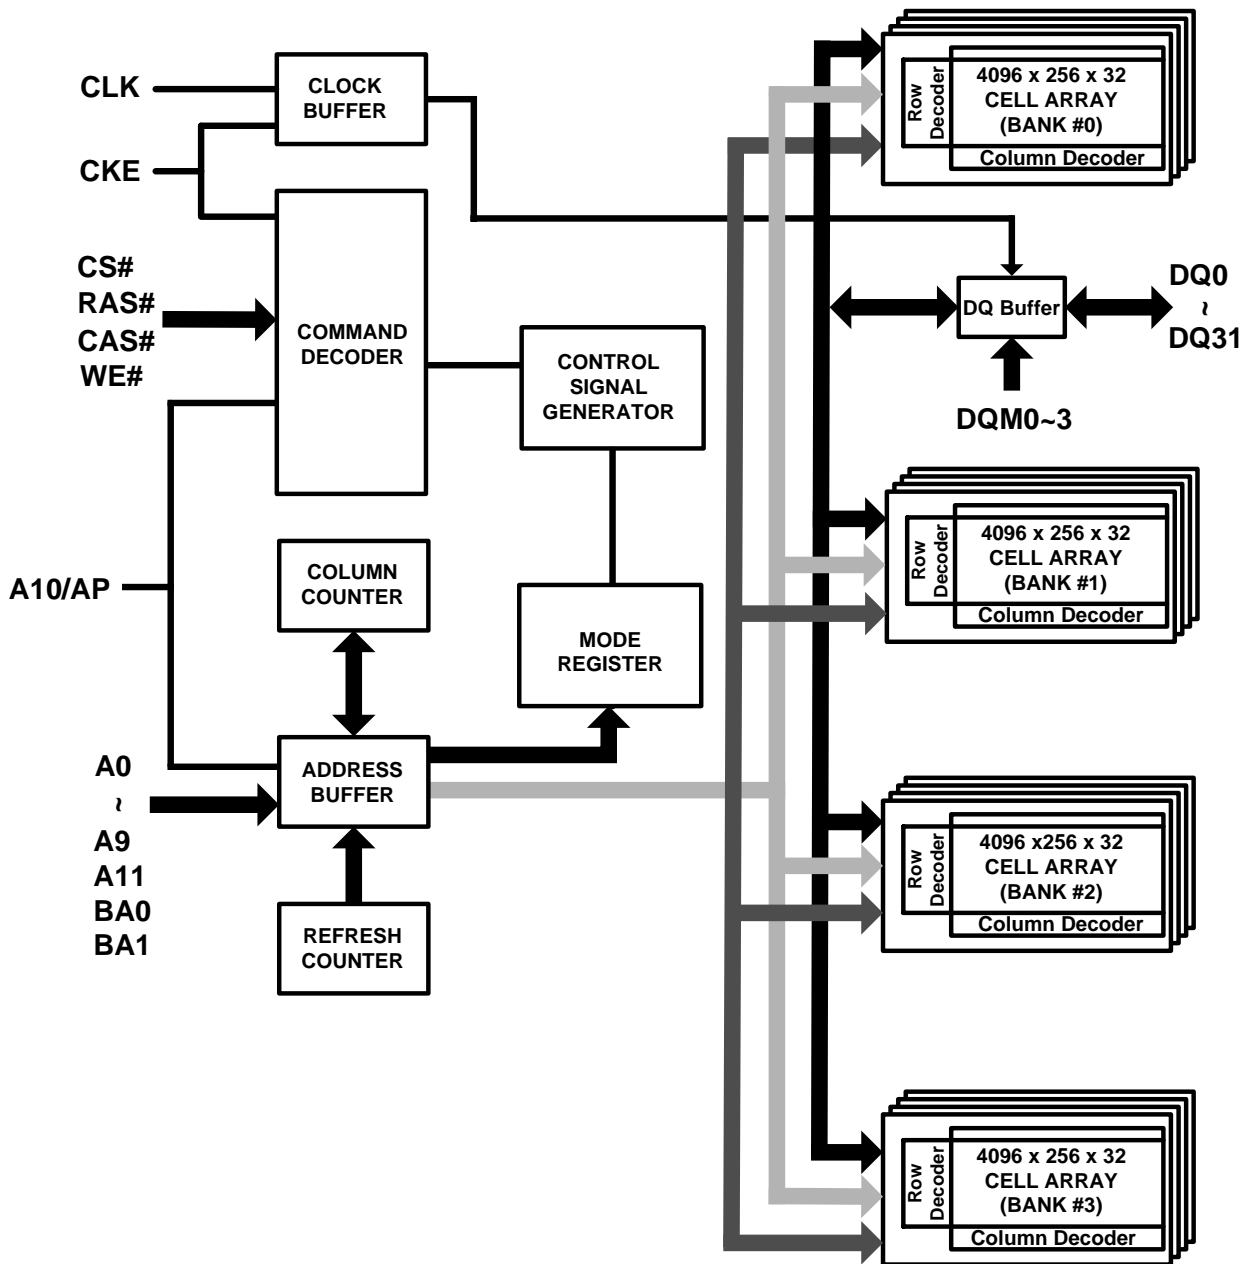 CLK
CKE
CLOCK
BUFFER
CS#
RAS#
CAS#
WE#
COMMAND
DECODER
CONTROL
SIGNAL
GENERATOR
A10/AP
COLUMN
COUNTER
MODE
REGISTER
A0
~
A9
A11
BA0
BA1
ADDRESS
BUFFER
REFRESH
COUNTER
Row
Decoder
4096 x 256 x 32
CELL ARRAY
(BANK #0)
Column Decoder
DQ Buffer
DQ0
~
DQ31
DQM0~3
Row
Decoder
4096 x 256 x 32
CELL ARRAY
(BANK #1)
Column Decoder
Row
Decoder
4096 x256 x 32
CELL ARRAY
(BANK #2)
Column Decoder
Row
Decoder
4096 x 256 x 32
CELL ARRAY
(BANK #3)
Column Decoder